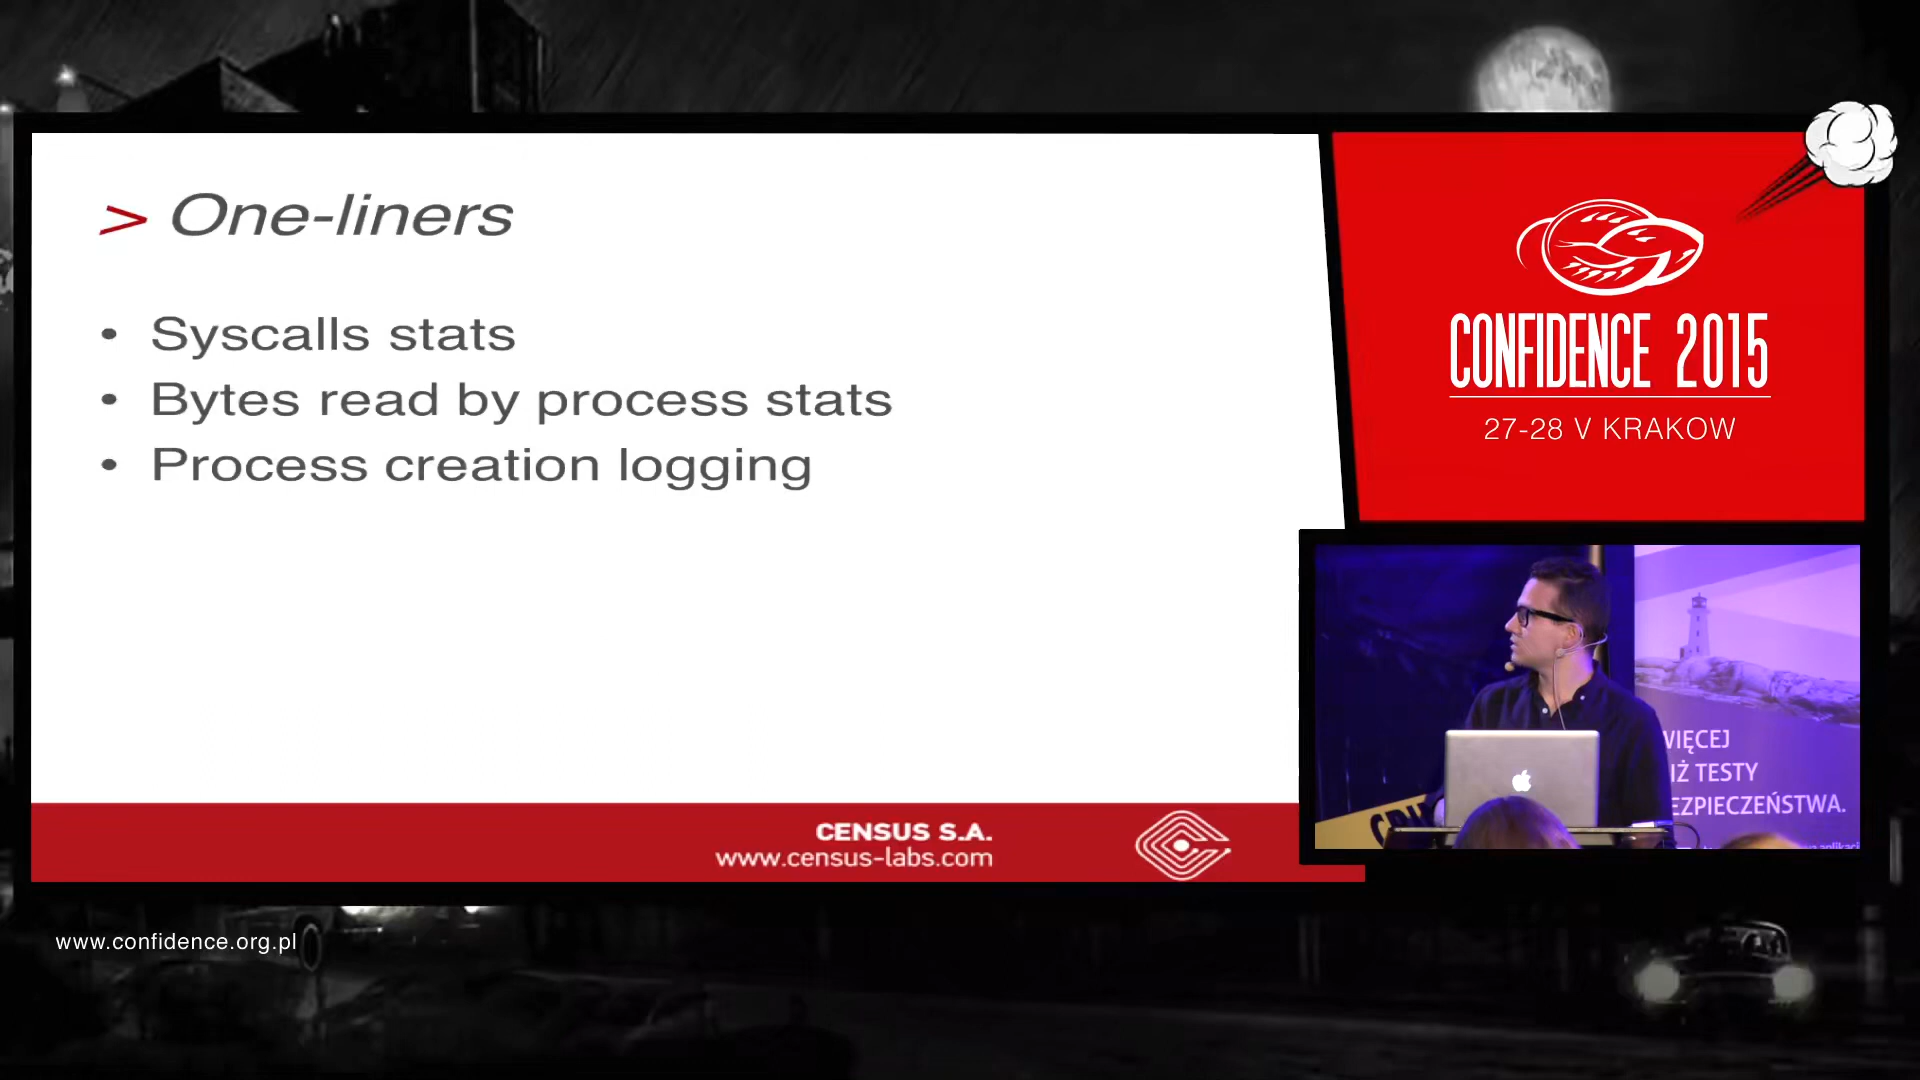 > One-liners
• Syscalls stats
• Bytes read by process stats
• Process creation logging
CENSUS S.A.
www.census-labs.com
CONFIDENCE 2015
27-28 V KRAKOW
WIĘCEJ
IŻ TESTY
EZPIECZEŃSTWA.
www.confidence.org.pl